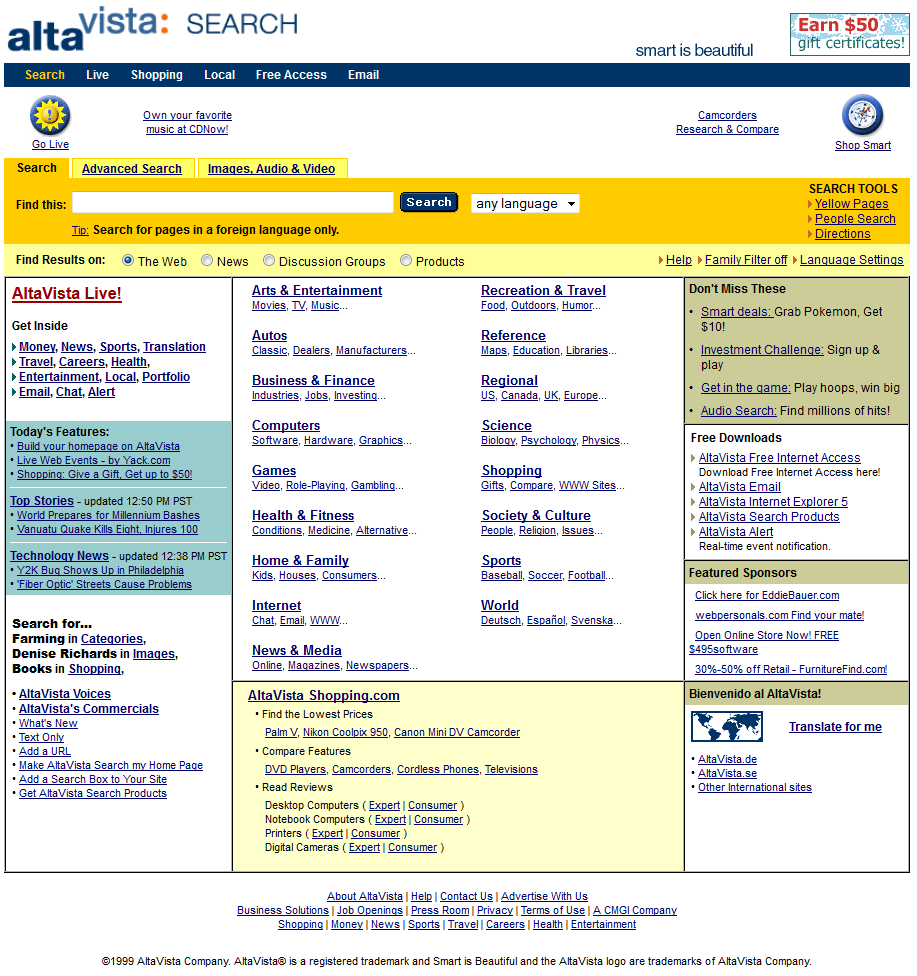 altavista: SEARCH
smart is beautiful
Earn $50
gift certificates!
Search Live Shopping Local Free Access Email
Go Live
Own your favorite
music at CDNow!
Camcorders
Research & Compare
Shop Smart
Search Advanced Search Images, Audio & Video
Find this: Search any language
Tip: Search for pages in a foreign language only.
SEARCH TOOLS
Yellow Pages
People Search
Directions
Find Results on: The Web News Discussion Groups Products
Help Family Filter off Language Settings
AltaVista Live!
Get Inside
Money, News, Sports, Translation
Travel, Careers, Health,
Entertainment, Local, Portfolio
Email, Chat, Alert
Today's Features:
• Build your homepage on AltaVista
• Live Web Events - by Yack.com
• Shopping: Give a Gift, Get up to $50!
Top Stories - updated 12:50 PM PST
• World Prepares for Millennium Bashes
• Vanuatu Quake Kills Eight, Injures 100
Technology News - updated 12:38 PM PST
• Y2K Bug Shows Up in Philadelphia
• 'Fiber Optic' Streets Cause Problems
Search for...
Farming in Categories,
Denise Richards in Images,
Books in Shopping,
• AltaVista Voices
• AltaVista's Commercials
• What's New
• Text Only
• Add a URL
• Make AltaVista Search my Home Page
• Add a Search Box to Your Site
• Get AltaVista Search Products
Arts & Entertainment
Movies, TV, Music...
Autos
Classic, Dealers, Manufacturers...
Business & Finance
Industries, Jobs, Investing...
Computers
Software, Hardware, Graphics...
Games
Video, Role-Playing, Gambling...
Health & Fitness
Conditions, Medicine, Alternative...
Home & Family
Kids, Houses, Consumers...
Internet
Chat, Email, WWW...
News & Media
Online, Magazines, Newspapers...
Recreation & Travel
Food, Outdoors, Humor...
Reference
Maps, Education, Libraries...
Regional
US, Canada, UK, Europe...
Science
Biology, Psychology, Physics...
Shopping
Gifts, Compare, WWW Sites...
Society & Culture
People, Religion, Issues...
Sports
Baseball, Soccer, Football...
World
Deutsch, Español, Svenska...
AltaVista Shopping.com
• Find the Lowest Prices
Palm V, Nikon Coolpix 950, Canon Mini DV Camcorder
• Compare Features
DVD Players, Camcorders, Cordless Phones, Televisions
• Read Reviews
Desktop Computers ( Expert | Consumer )
Notebook Computers ( Expert | Consumer )
Printers ( Expert | Consumer )
Digital Cameras ( Expert | Consumer )
Don't Miss These
• Smart deals: Grab Pokemon, Get
$10!
• Investment Challenge: Sign up &
play
• Get in the game: Play hoops, win big
• Audio Search: Find millions of hits!
Free Downloads
AltaVista Free Internet Access
Download Free Internet Access here!
AltaVista Email
AltaVista Internet Explorer 5
AltaVista Search Products
AltaVista Alert
Real-time event notification.
Featured Sponsors
Click here for EddieBauer.com
webpersonals.com Find your mate!
Open Online Store Now! FREE
$495software
30%-50% off Retail - FurnitureFind.com!
Bienvenido al AltaVista!
Translate for me
• AltaVista.de
• AltaVista.se
• Other International sites
About AltaVista | Help | Contact Us | Advertise With Us
Business Solutions | Job Openings | Press Room | Privacy | Terms of Use | A CMGI Company
Shopping | Money | News | Sports | Travel | Careers | Health | Entertainment
©1999 AltaVista Company. AltaVista® is a registered trademark and Smart is Beautiful and the AltaVista logo are trademarks of AltaVista Company.